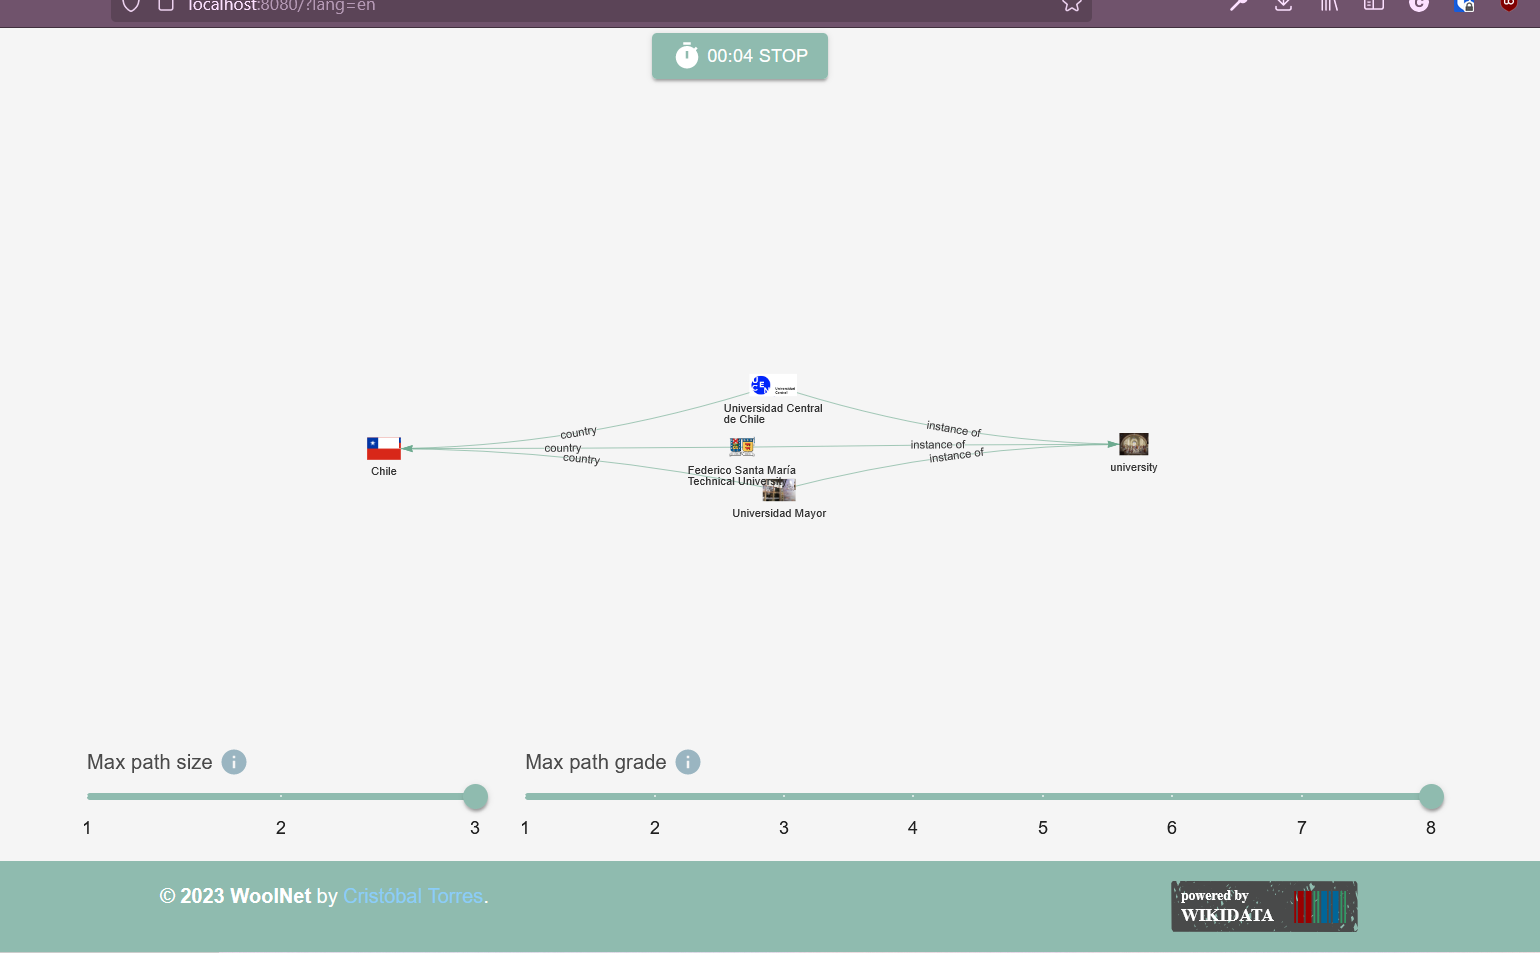 localhost:8080/?lang=en
00:04 STOP
Universidad Central
de Chile
country
instance of
country
instance of
country
instance of
Chile
Federico Santa María
Technical University
university
Universidad Mayor
Max path size
Max path grade
1 2 3 1 2 3 4 5 6 7 8
© 2023 WoolNet by Cristóbal Torres.
powered by
WIKIDATA